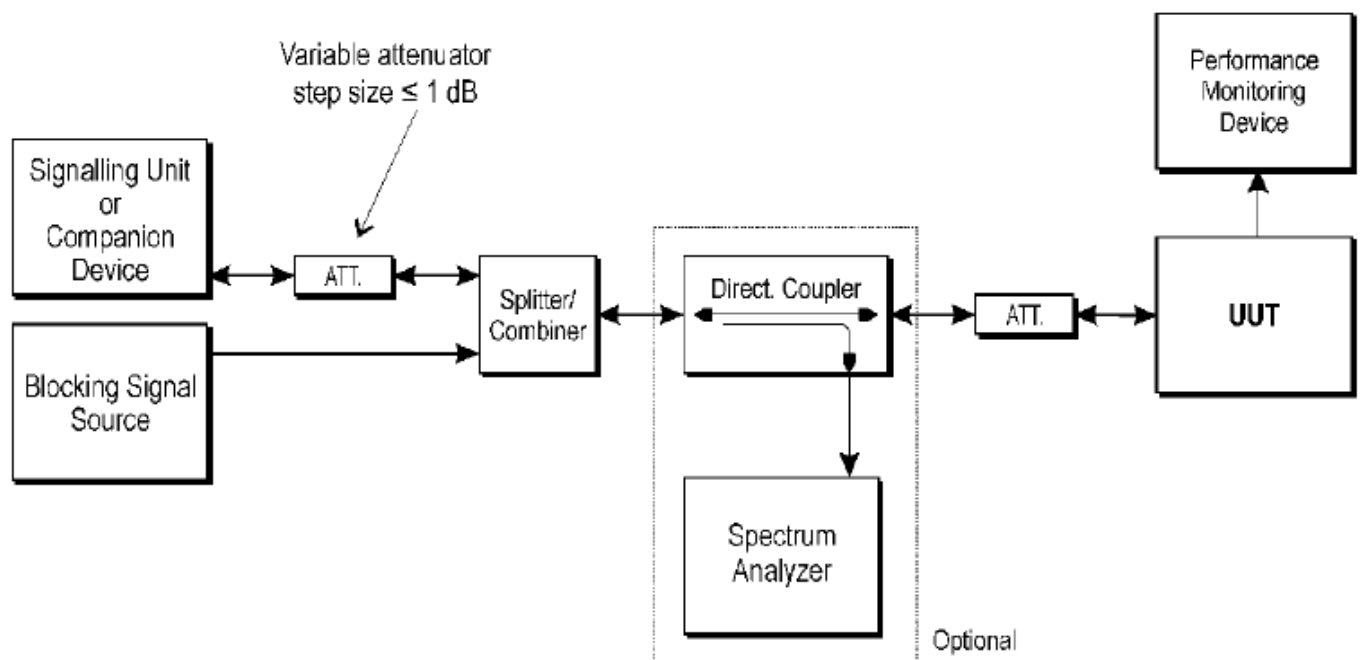 Variable attenuator
step size ≤ 1 dB
Signalling Unit
or
Companion
Device
ATT.
Blocking Signal
Source
Splitter/
Combiner
Direct. Coupler
Spectrum
Analyzer
Optional
ATT.
Performance
Monitoring
Device
UUT